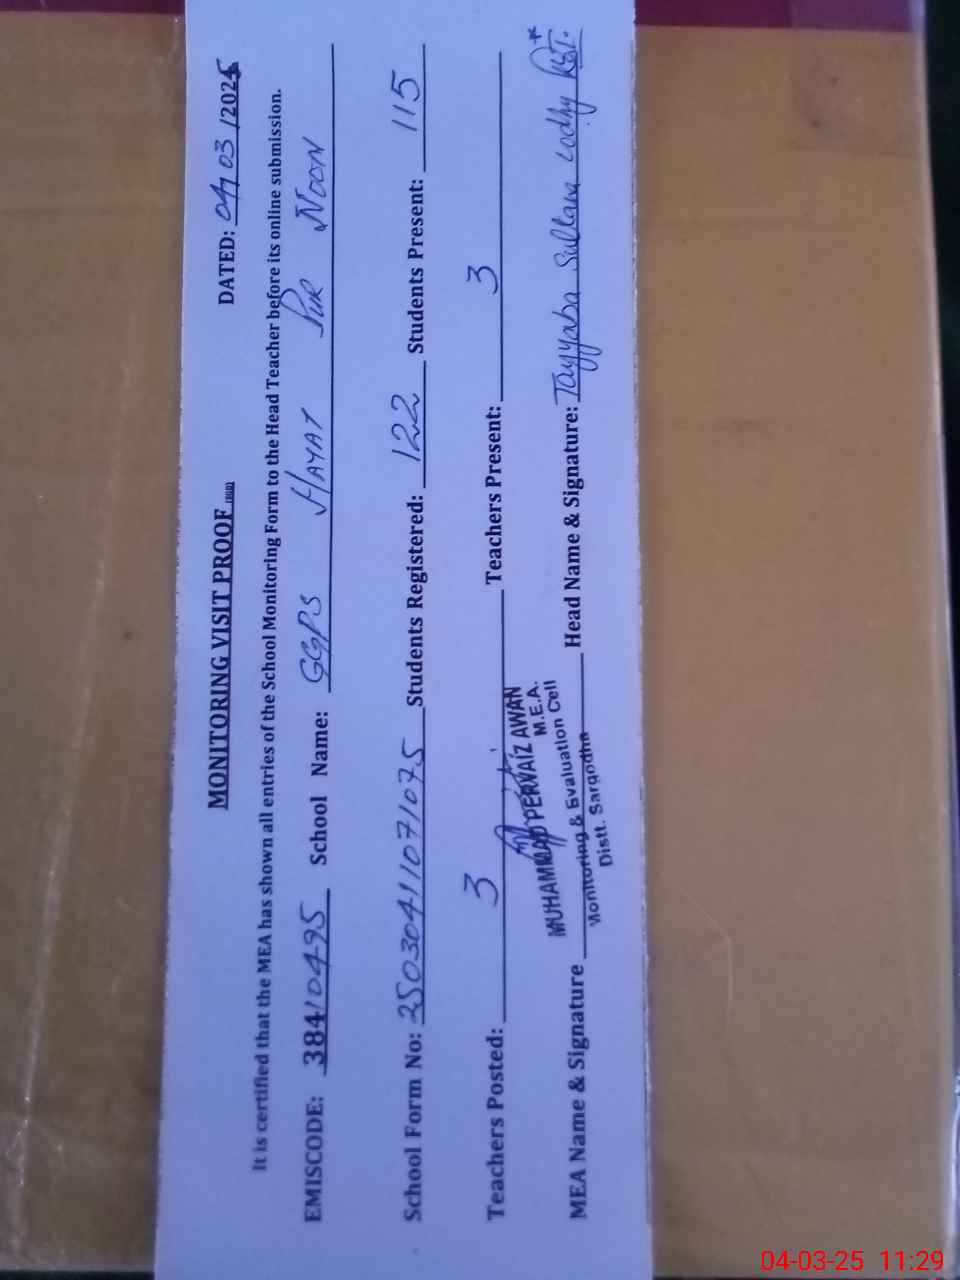 MONITORING VISIT PROOF
DATED: 04/03/2025
It is certified that the MEA has shown all entries of the School Monitoring Form to the Head Teacher before its online submission.
EMISCODE: 38410495 School Name: GGPS HAYAT PUR NOON
School Form No: 25030411071075 Students Registered: 122 Students Present: 115
Teachers Posted: 3 Teachers Present: 3
MEA Name & Signature Head Name & Signature: Tayyaba Sultana Lodhy
MUHAMMAD PERVAIZ AWAN
M.E.A.
Monitoring & Evaluation Cell
Distt. Sargodha
04-03-25 11:29